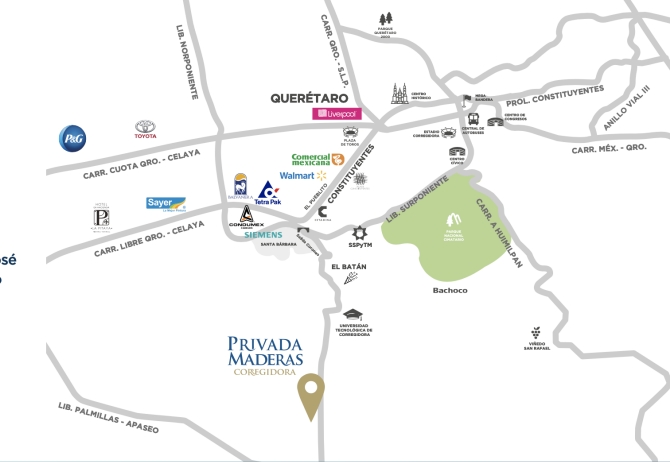 PARQUE
QUERÉTARO
2000
LIB. NORPONIENTE
CARR. QRO. - S.L.P.
QUERÉTARO
Liverpool
CENTRO
HISTÓRICO
MEGA
BANDERA
PROL. CONSTITUYENTES
ANILLO VIAL III
P&G
TOYOTA
PLAZA
DE TOROS
ESTADIO
CORREGIDORA
CENTRAL DE
AUTOBUSES
CENTRO DE
CONGRESOS
CARR. MÉX. - QRO.
CARR. CUOTA QRO. - CELAYA
Comercial
mexicana
CENTRO
CÍVICO
Walmart
CONSTITUYENTES
EL PUEBLITO
Tetra Pak
Sayer
CONDUMEX
LIB. SURPONIENTE
CARR. A HUIMILPAN
CARR. LIBRE QRO. - CELAYA
SIEMENS
SANTA BÁRBARA
SSPyTM
PARQUE
NACIONAL
CIMATARIO
osé
o
EL BATÁN
Bachoco
UNIVERSIDAD
TECNOLÓGICA DE
CORREGIDORA
VIÑEDO
SAN RAFAEL
PRIVADA
MADERAS
CORREGIDORA
LIB. PALMILLAS - APASEO